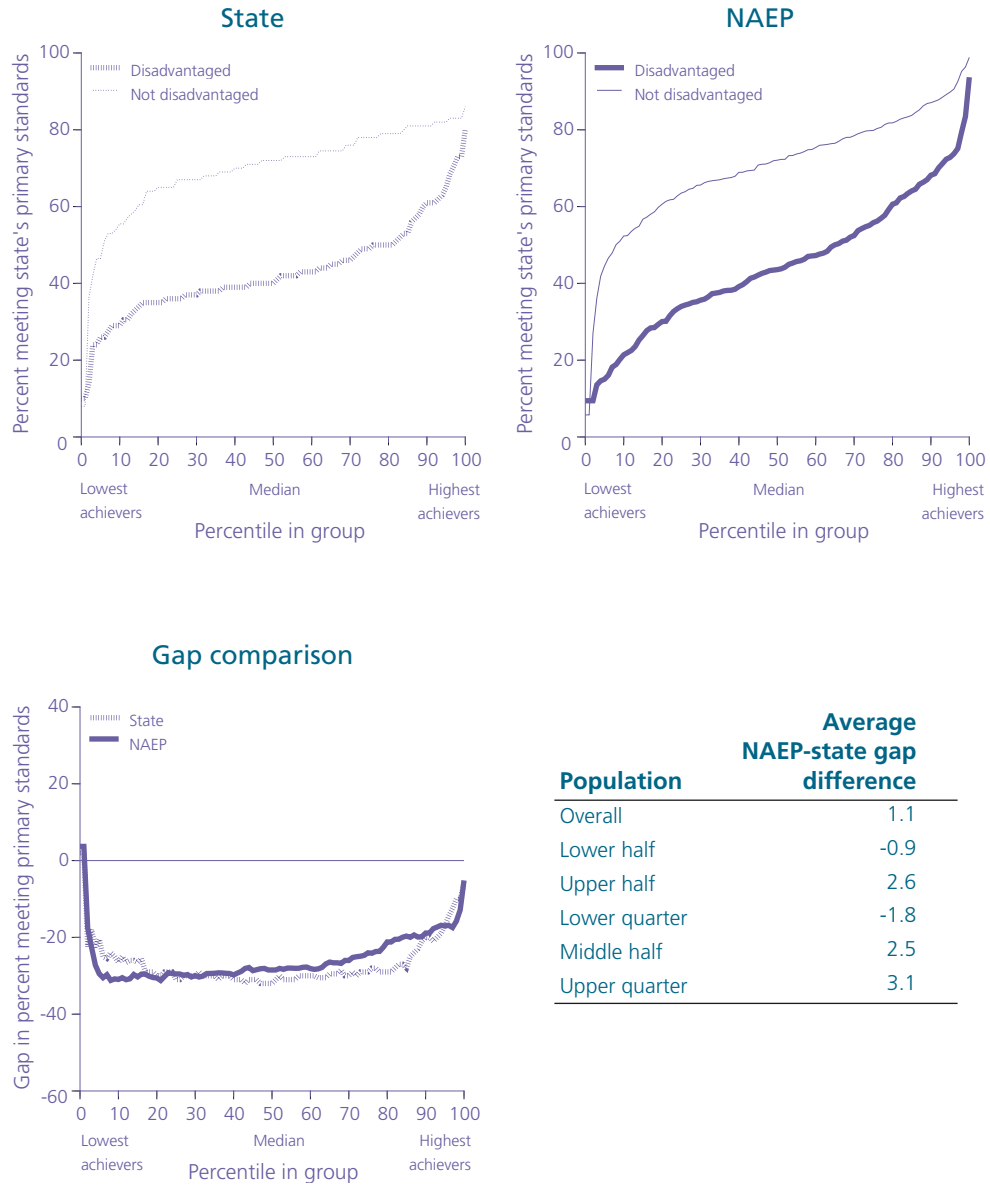 State
Percent meeting state's primary standards
100
80
60
40
20
0
Disadvantaged
Not disadvantaged
0 10 20 30 40 50 60 70 80 90 100
Lowest achievers
Median
Highest achievers
Percentile in group
NAEP
Percent meeting state's primary standards
100
80
60
40
20
0
Disadvantaged
Not disadvantaged
0 10 20 30 40 50 60 70 80 90 100
Lowest achievers
Median
Highest achievers
Percentile in group
Gap comparison
Gap in percent meeting primary standards
40
20
0
-20
-40
-60
State
NAEP
0 10 20 30 40 50 60 70 80 90 100
Lowest achievers
Median
Highest achievers
Percentile in group
Average
NAEP-state gap
Population difference
Overall 1.1
Lower half -0.9
Upper half 2.6
Lower quarter -1.8
Middle half 2.5
Upper quarter 3.1